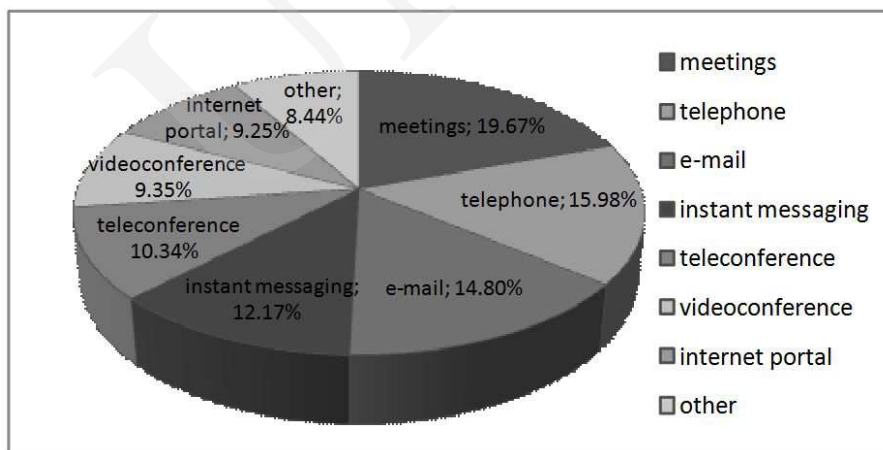 other;
8.44%
internet
portal; 9.25%
meetings; 19.67%
videoconference
9.35%
telephone; 15.98%
teleconference
10.34%
instant messaging;
12.17%
e-mail; 14.80%
meetings
telephone
e-mail
instant messaging
teleconference
videoconference
internet portal
other